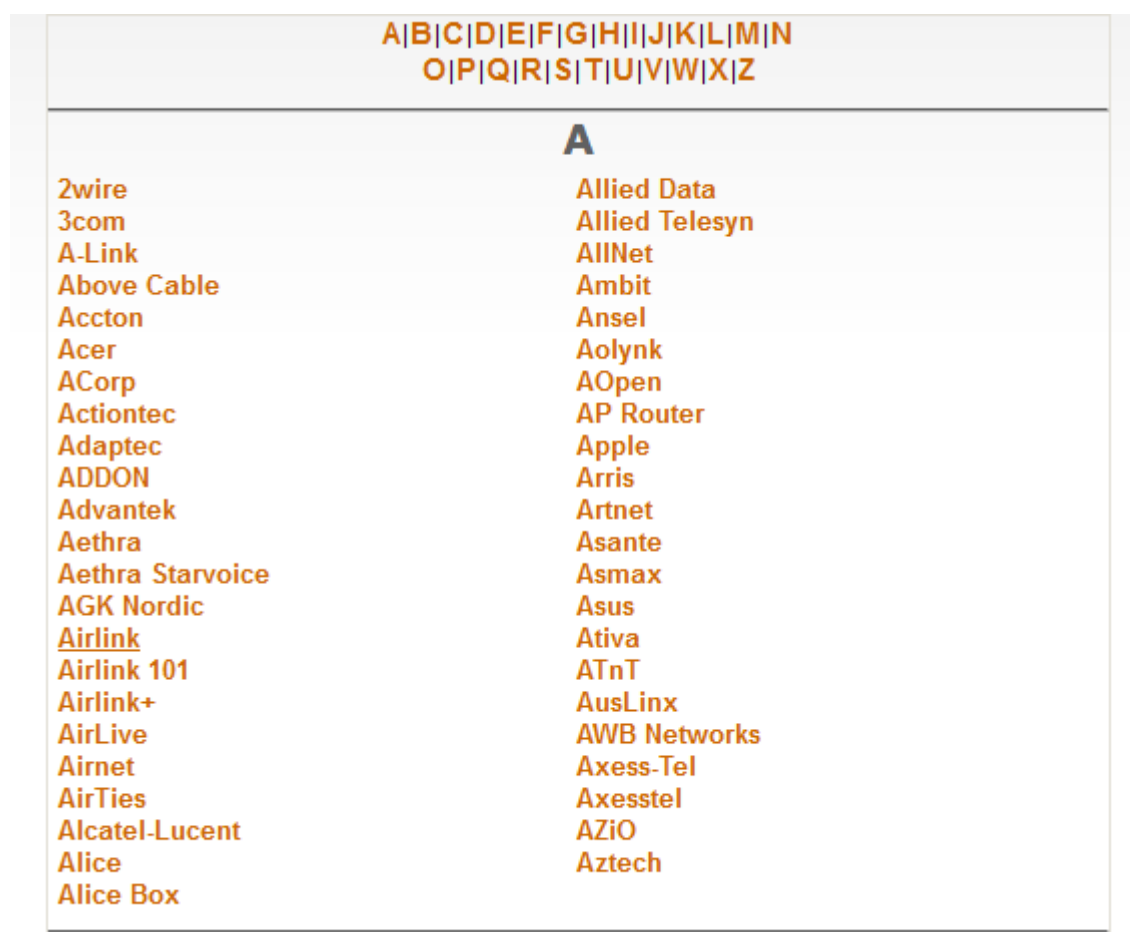 A|B|C|D|E|F|G|H|I|J|K|L|M|N
O|P|Q|R|S|T|U|V|W|X|Z
A
2wire
3com
A-Link
Above Cable
Accton
Acer
ACorp
Actiontec
Adaptec
ADDON
Advantek
Aethra
Aethra Starvoice
AGK Nordic
Airlink
Airlink 101
Airlink+
AirLive
Airnet
AirTies
Alcatel-Lucent
Alice
Alice Box
Allied Data
Allied Telesyn
AllNet
Ambit
Ansel
Aolynk
AOpen
AP Router
Apple
Arris
Artnet
Asante
Asmax
Asus
Ativa
ATnT
AusLinx
AWB Networks
Axess-Tel
Axesstel
AZiO
Aztech